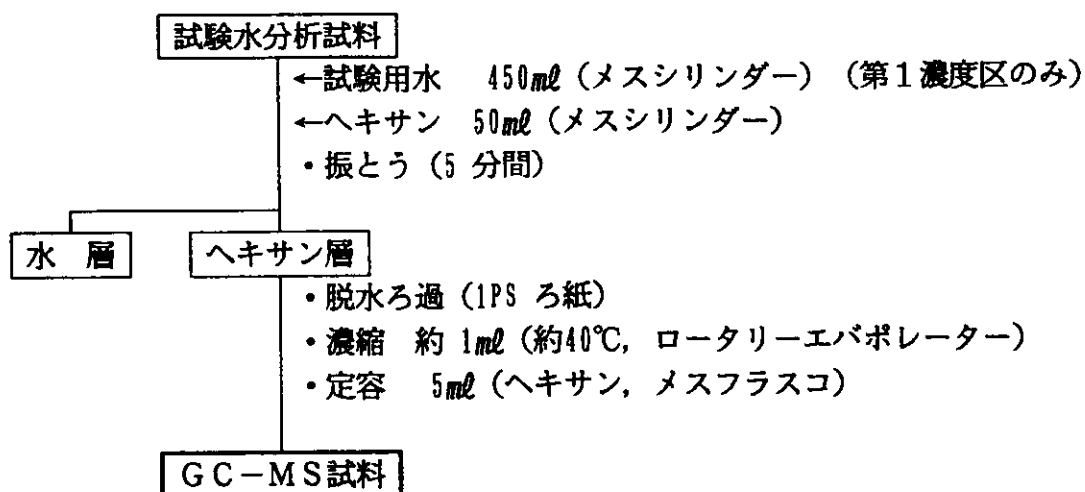 試験水分析試料
←試験用水 450mℓ(メスシリンダー) (第1濃度区のみ)
←ヘキサン 50mℓ(メスシリンダー)
・振とう(5 分間)
水 層 ヘキサン層
・脱水ろ過(1PS ろ紙)
・濃縮 約 1mℓ(約40℃, ロータリーエバポレーター)
・定容 5mℓ(ヘキサン, メスフラスコ)
GC-MS試料